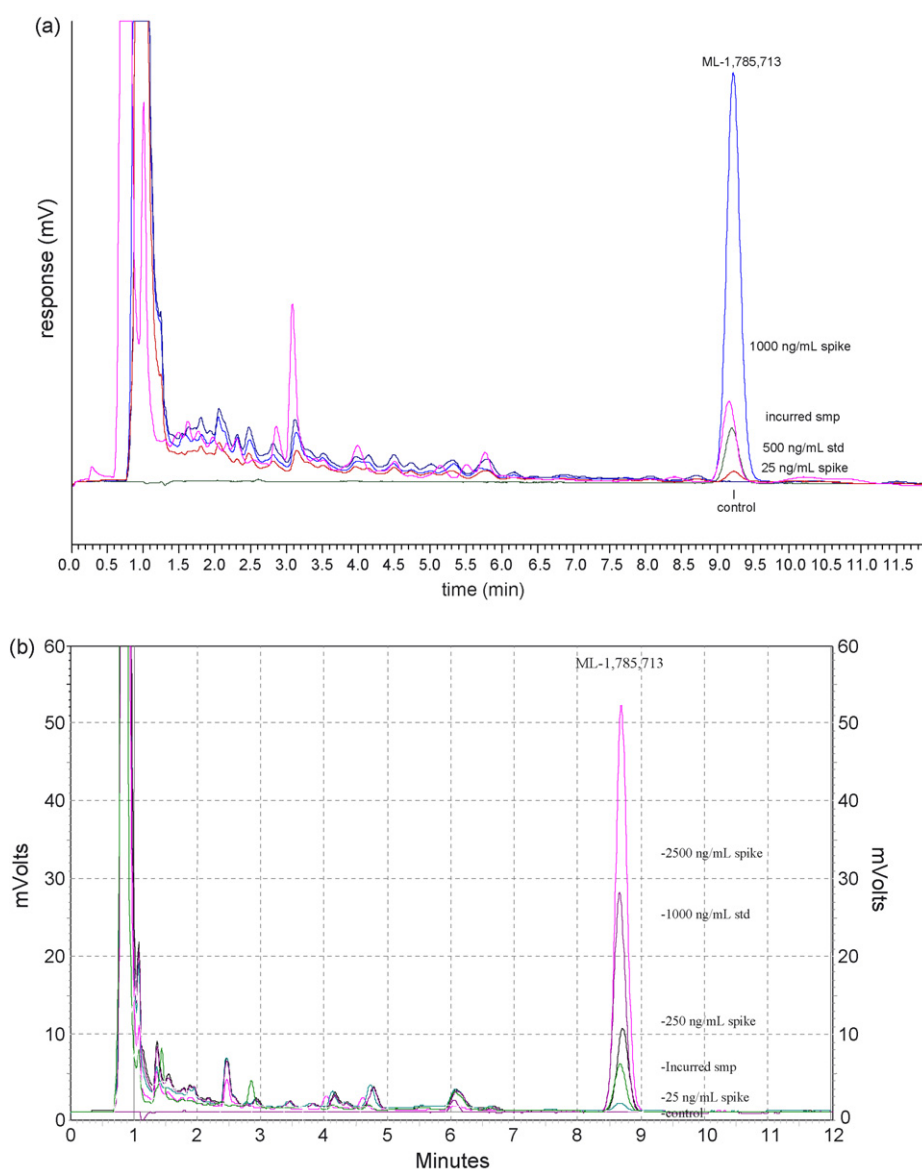 (a)
ML-1,785,713
response (mV)
1000 ng/mL spike
incurred smp
500 ng/mL std
25 ng/mL spike
control
0.0 0.5 1.0 1.5 2.0 2.5 3.0 3.5 4.0 4.5 5.0 5.5 6.0 6.5 7.0 7.5 8.0 8.5 9.0 9.5 10.0 10.5 11.0 11.5
time (min)
(b)
60 60
ML-1,785,713
50 50
40 40
-2500 ng/mL spike
mVolts mVolts
30 30
-1000 ng/mL std
20 20
-250 ng/mL spike
10 10
-Incurred smp
-25 ng/mL spike
-control
0 0
0 1 2 3 4 5 6 7 8 9 10 11 12
Minutes